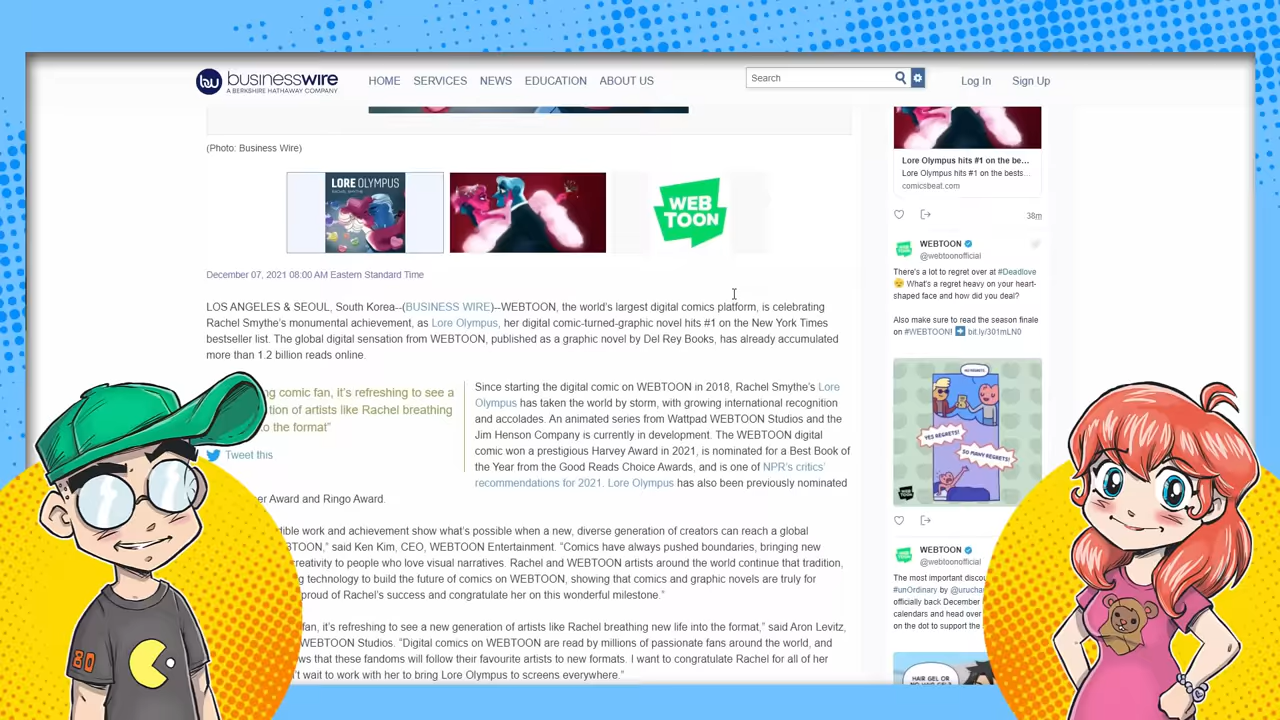 businesswire
A BERKSHIRE HATHAWAY COMPANY
HOME SERVICES NEWS EDUCATION ABOUT US
Search
Log In Sign Up
(Photo: Business Wire)
LORE OLYMPUS
WEB
TOON
December 07, 2021 08:00 AM Eastern Standard Time
LOS ANGELES & SEOUL, South Korea--(BUSINESS WIRE)--WEBTOON, the world's largest digital comics platform, is celebrating
Rachel Smythe's monumental achievement, as Lore Olympus, her digital comic-turned-graphic novel hits #1 on the New York Times
bestseller list. The global digital sensation from WEBTOON, published as a graphic novel by Del Rey Books, has already accumulated
more than 1.2 billion reads online.
ng comic fan, it's refreshing to see a
tion of artists like Rachel breathing
o the format"
Tweet this
Since starting the digital comic on WEBTOON in 2018, Rachel Smythe's Lore
Olympus has taken the world by storm, with growing international recognition
and accolades. An animated series from Wattpad WEBTOON Studios and the
Jim Henson Company is currently in development. The WEBTOON digital
comic won a prestigious Harvey Award in 2021, is nominated for a Best Book of
the Year from the Good Reads Choice Awards, and is one of NPR's critics'
recommendations for 2021. Lore Olympus has also been previously nominated
er Award and Ringo Award.
dible work and achievement show what's possible when a new, diverse generation of creators can reach a global
BTOON," said Ken Kim, CEO, WEBTOON Entertainment. "Comics have always pushed boundaries, bringing new
reativity to people who love visual narratives. Rachel and WEBTOON artists around the world continue that tradition,
g technology to build the future of comics on WEBTOON, showing that comics and graphic novels are truly for
proud of Rachel's success and congratulate her on this wonderful milestone."
fan, it's refreshing to see a new generation of artists like Rachel breathing new life into the format," said Aron Levitz,
WEBTOON Studios. "Digital comics on WEBTOON are read by millions of passionate fans around the world, and
ws that these fandoms will follow their favourite artists to new formats. I want to congratulate Rachel for all of her
't wait to work with her to bring Lore Olympus to screens everywhere."
Lore Olympus hits #1 on the be...
Lore Olympus hits #1 on the bests...
comicsbeat.com
38m
WEBTOON
@webtoonofficial
There's a lot to regret over at #Deadlove
What's a regret heavy on your heart-
shaped face and how did you deal?
Also make sure to read the season finale
on #WEBTOON! bit.ly/301mLN0
NO REGRETS!
YES REGRETS!
SO MANY REGRETS!
WEBTOON
@webtoonofficial
The most important discou
#unOrdinary by @urucha
officially back December
calendars and head over
on the dot to support the
HAIR GEL OR
80